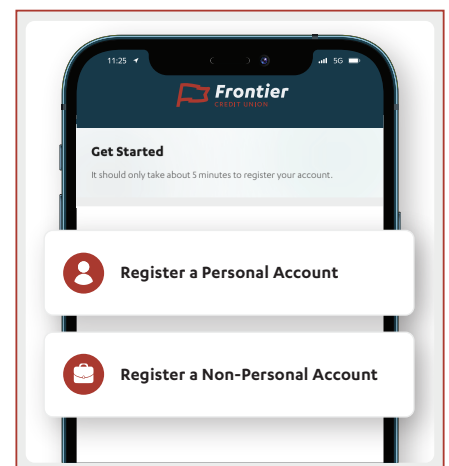 11:25
5G
Frontier
CREDIT UNION
Get Started
It should only take about 5 minutes to register your account.
Register a Personal Account
Register a Non-Personal Account